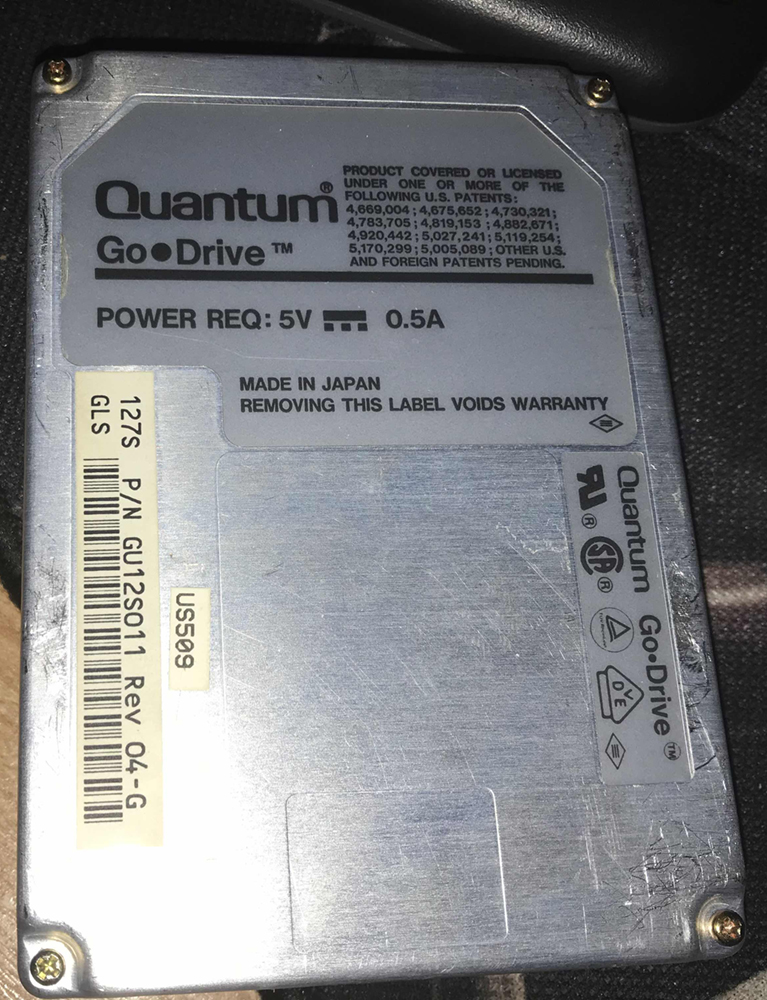 Quantum®
Go●Drive™
PRODUCT COVERED OR LICENSED
UNDER ONE OR MORE OF THE
FOLLOWING U.S. PATENTS:
4,669,004; 4,675,652; 4,730,321;
4,783,705; 4,819,153; 4,882,671;
4,920,442; 5,027,241; 5,119,254;
5,170,299; 5,005,089; OTHER U.S.
AND FOREIGN PATENTS PENDING.
POWER REQ: 5V 0.5A
MADE IN JAPAN
REMOVING THIS LABEL VOIDS WARRANTY
127S P/N GU12S011 Rev 04-G
GLS
US509
Quantum Go●Drive™
UR® SA®
DVE